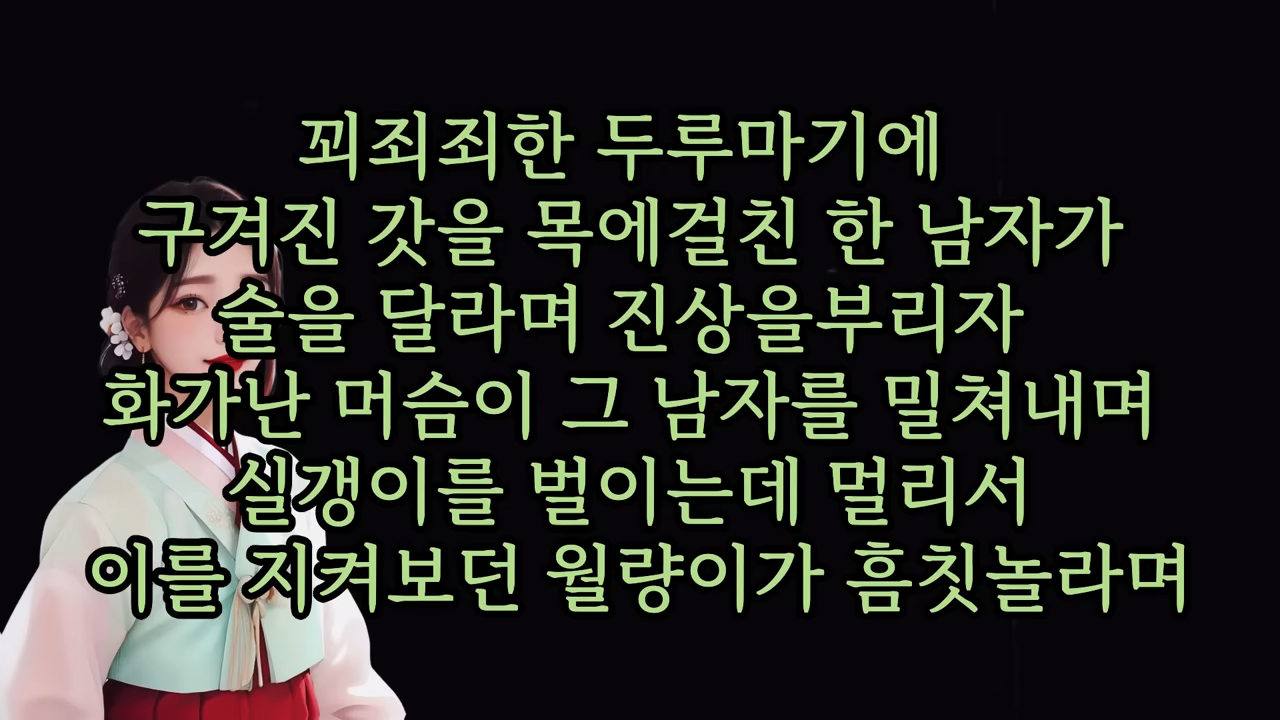 꾀죄죄한 두루마기에
구겨진 갓을 목에걸친 한 남자가
술을 달라며 진상을부리자
화가난 머슴이 그 남자를 밀쳐내며
실갱이를 벌이는데 멀리서
이를 지켜보던 월량이가 흠칫놀라며